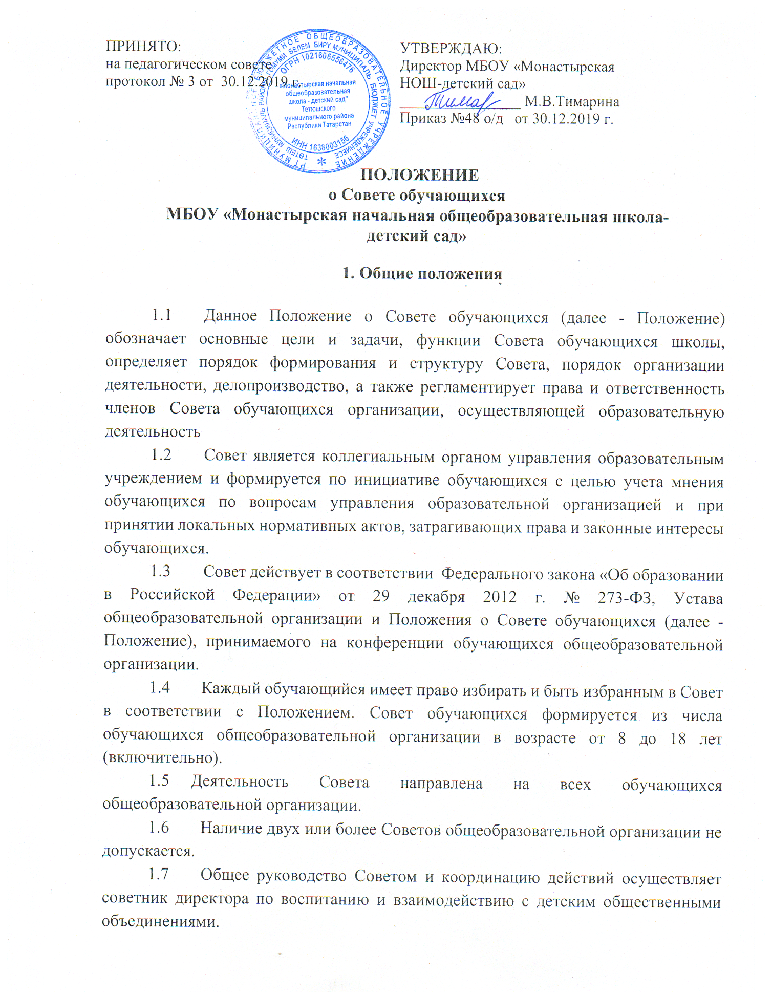 ПРИНЯТО:
на педагогическом совете
протокол № 3 от 30.12.2019 г.
УТВЕРЖДАЮ:
Директор МБОУ «Монастырская
НОШ-детский сад»
М.В.Тимарина
Приказ №48 о/д от 30.12.2019 г.
РТ МУНИЦИПАЛЬНОЕ БЮДЖЕТНОЕ ОБЩЕОБРАЗОВАТЕЛЬНОЕ УЧРЕЖДЕНИЕ
ТӘТЕШ МУНИЦИПАЛЬ РАЙОНЫ ГОМУМИ БЕЛЕМ БИРҮ МУНИЦИПАЛЬ БЮДЖЕТ УЧРЕЖДЕНИЕСЕ
ОГРН 1021606556476
«Монастырская начальная
общеобразовательная
школа - детский сад"
Тетюшского
муниципального района
Республики Татарстан
ИНН 1638003156
ПОЛОЖЕНИЕ
о Совете обучающихся
МБОУ «Монастырская начальная общеобразовательная школа-
детский сад»
1. Общие положения
1.1 Данное Положение о Совете обучающихся (далее - Положение)
обозначает основные цели и задачи, функции Совета обучающихся школы,
определяет порядок формирования и структуру Совета, порядок организации
деятельности, делопроизводство, а также регламентирует права и ответственность
членов Совета обучающихся организации, осуществляющей образовательную
деятельность
1.2 Совет является коллегиальным органом управления образовательным
учреждением и формируется по инициативе обучающихся с целью учета мнения
обучающихся по вопросам управления образовательной организацией и при
принятии локальных нормативных актов, затрагивающих права и законные интересы
обучающихся.
1.3 Совет действует в соответствии Федерального закона «Об образовании
в Российской Федерации» от 29 декабря 2012 г. № 273-ФЗ, Устава
общеобразовательной организации и Положения о Совете обучающихся (далее -
Положение), принимаемого на конференции обучающихся общеобразовательной
организации.
1.4 Каждый обучающийся имеет право избирать и быть избранным в Совет
в соответствии с Положением. Совет обучающихся формируется из числа
обучающихся общеобразовательной организации в возрасте от 8 до 18 лет
(включительно).
1.5 Деятельность Совета направлена на всех обучающихся
общеобразовательной организации.
1.6 Наличие двух или более Советов общеобразовательной организации не
допускается.
1.7 Общее руководство Советом и координацию действий осуществляет
советник директора по воспитанию и взаимодействию с детским общественными
объединениями.